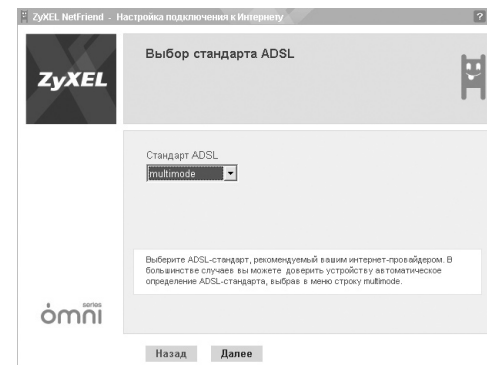 ZyXEL NetFriend - Настройка подключения к Интернету
?
Выбор стандарта ADSL
ZyXEL
Стандарт ADSL
multimode
Выберите ADSL-стандарт, рекомендуемый вашим интернет-провайдером. В
большинстве случаев вы можете доверить устройству автоматическое
определение ADSL-стандарта, выбрав в меню строку multimode.
series
omni
Назад Далее